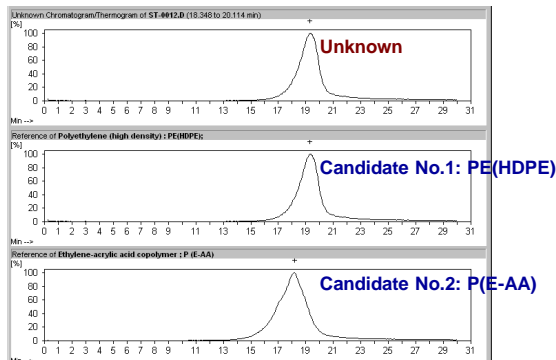 Unknown Chromatogram/Thermogram of ST-0012.D (18.348 to 20.114 min)
[%]
Unknown
100
80
60
40
20
0
0 1 2 3 4 5 6 7 8 9 11 13 15 17 19 21 23 25 27 29 31
Min -->
Reference of Polyethylene (high density) : PE(HDPE);
[%]
Candidate No.1: PE(HDPE)
100
80
60
40
20
0
0 1 2 3 4 5 6 7 8 9 11 13 15 17 19 21 23 25 27 29 31
Min -->
Reference of Ethylene-acrylic acid copolymer ; P (E-AA)
[%]
Candidate No.2: P(E-AA)
100
80
60
40
20
0
0 1 2 3 4 5 6 7 8 9 11 13 15 17 19 21 23 25 27 29 31